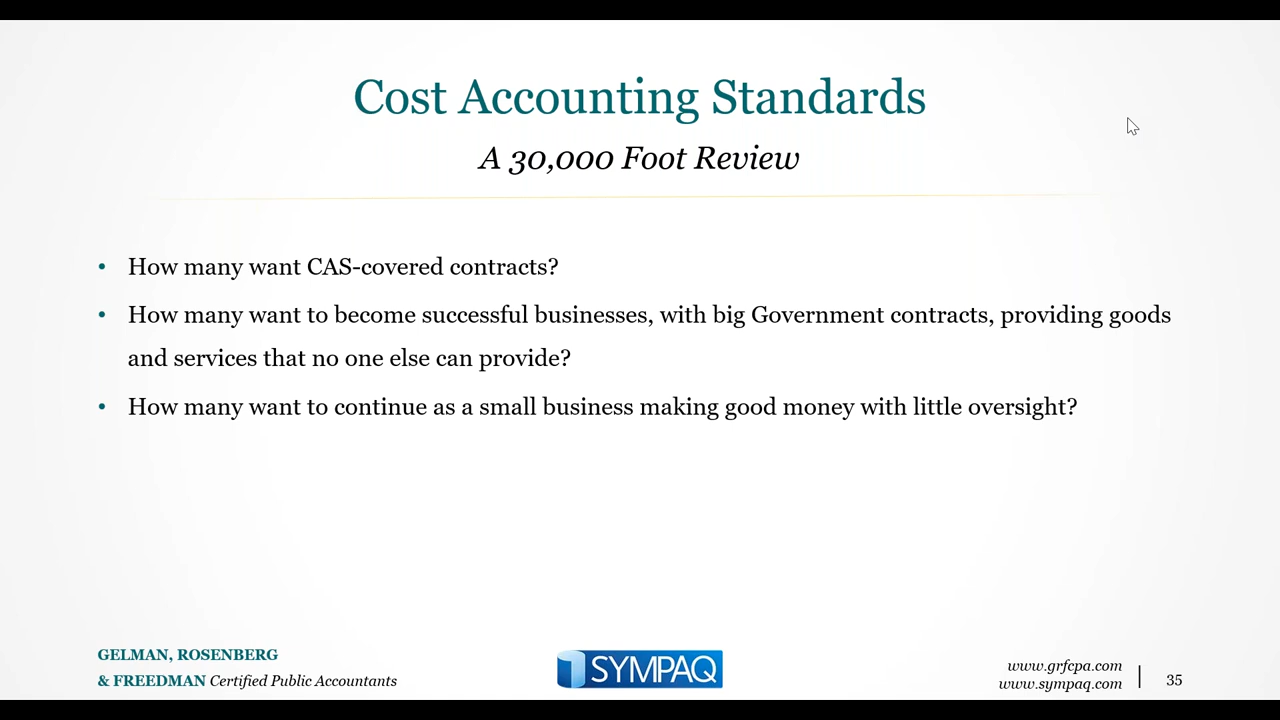 Cost Accounting Standards
A 30,000 Foot Review
• How many want CAS-covered contracts?
• How many want to become successful businesses, with big Government contracts, providing goods
and services that no one else can provide?
• How many want to continue as a small business making good money with little oversight?
GELMAN, ROSENBERG
& FREEDMAN Certified Public Accountants
SYMPAQ
www.grfcpa.com
www.sympaq.com
35